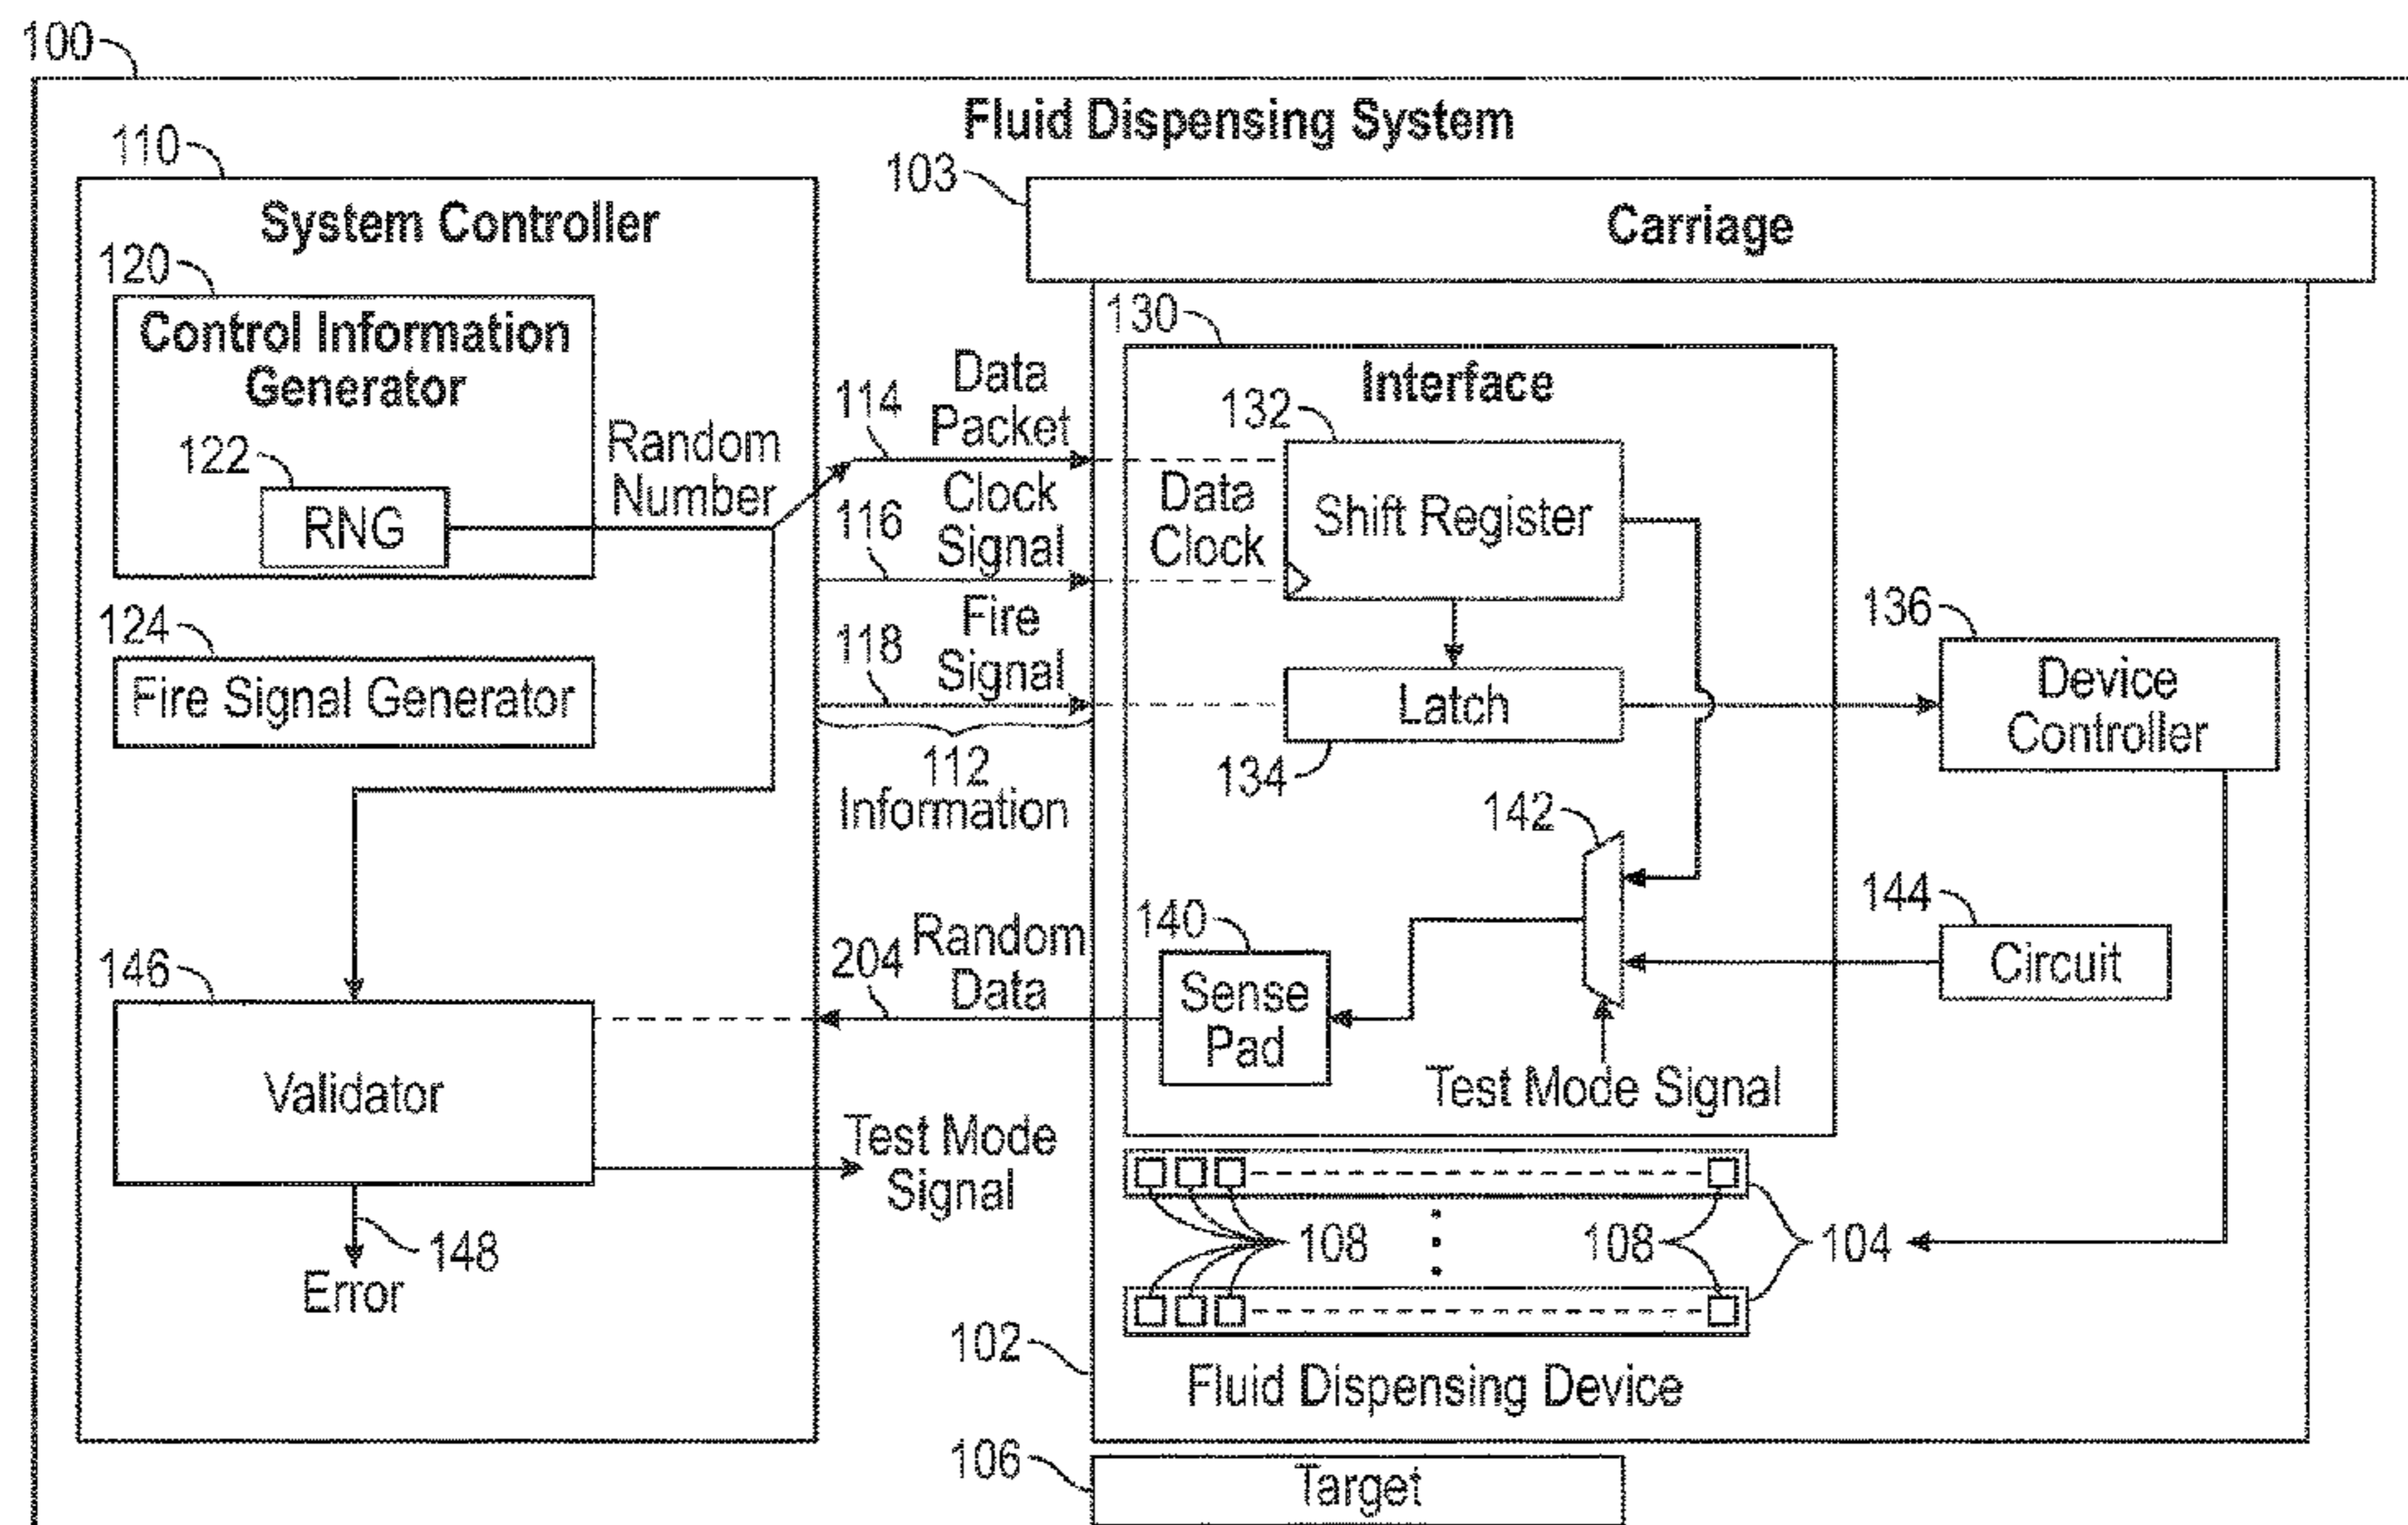 100
Fluid Dispensing System
110
System Controller
103
Carriage
120
Control Information
Generator
122
RNG
Random
Number
114
Data
Packet
116
Clock
Signal
118
Fire
Signal
112
Information
124
Fire Signal Generator
130
Interface
132
Data
Clock
Shift Register
Latch
134
136
Device
Controller
142
144
Circuit
140
Sense
Pad
Test Mode Signal
204
Random
Data
146
Validator
Test Mode
Signal
148
Error
108
108
104
102
Fluid Dispensing Device
106
Target